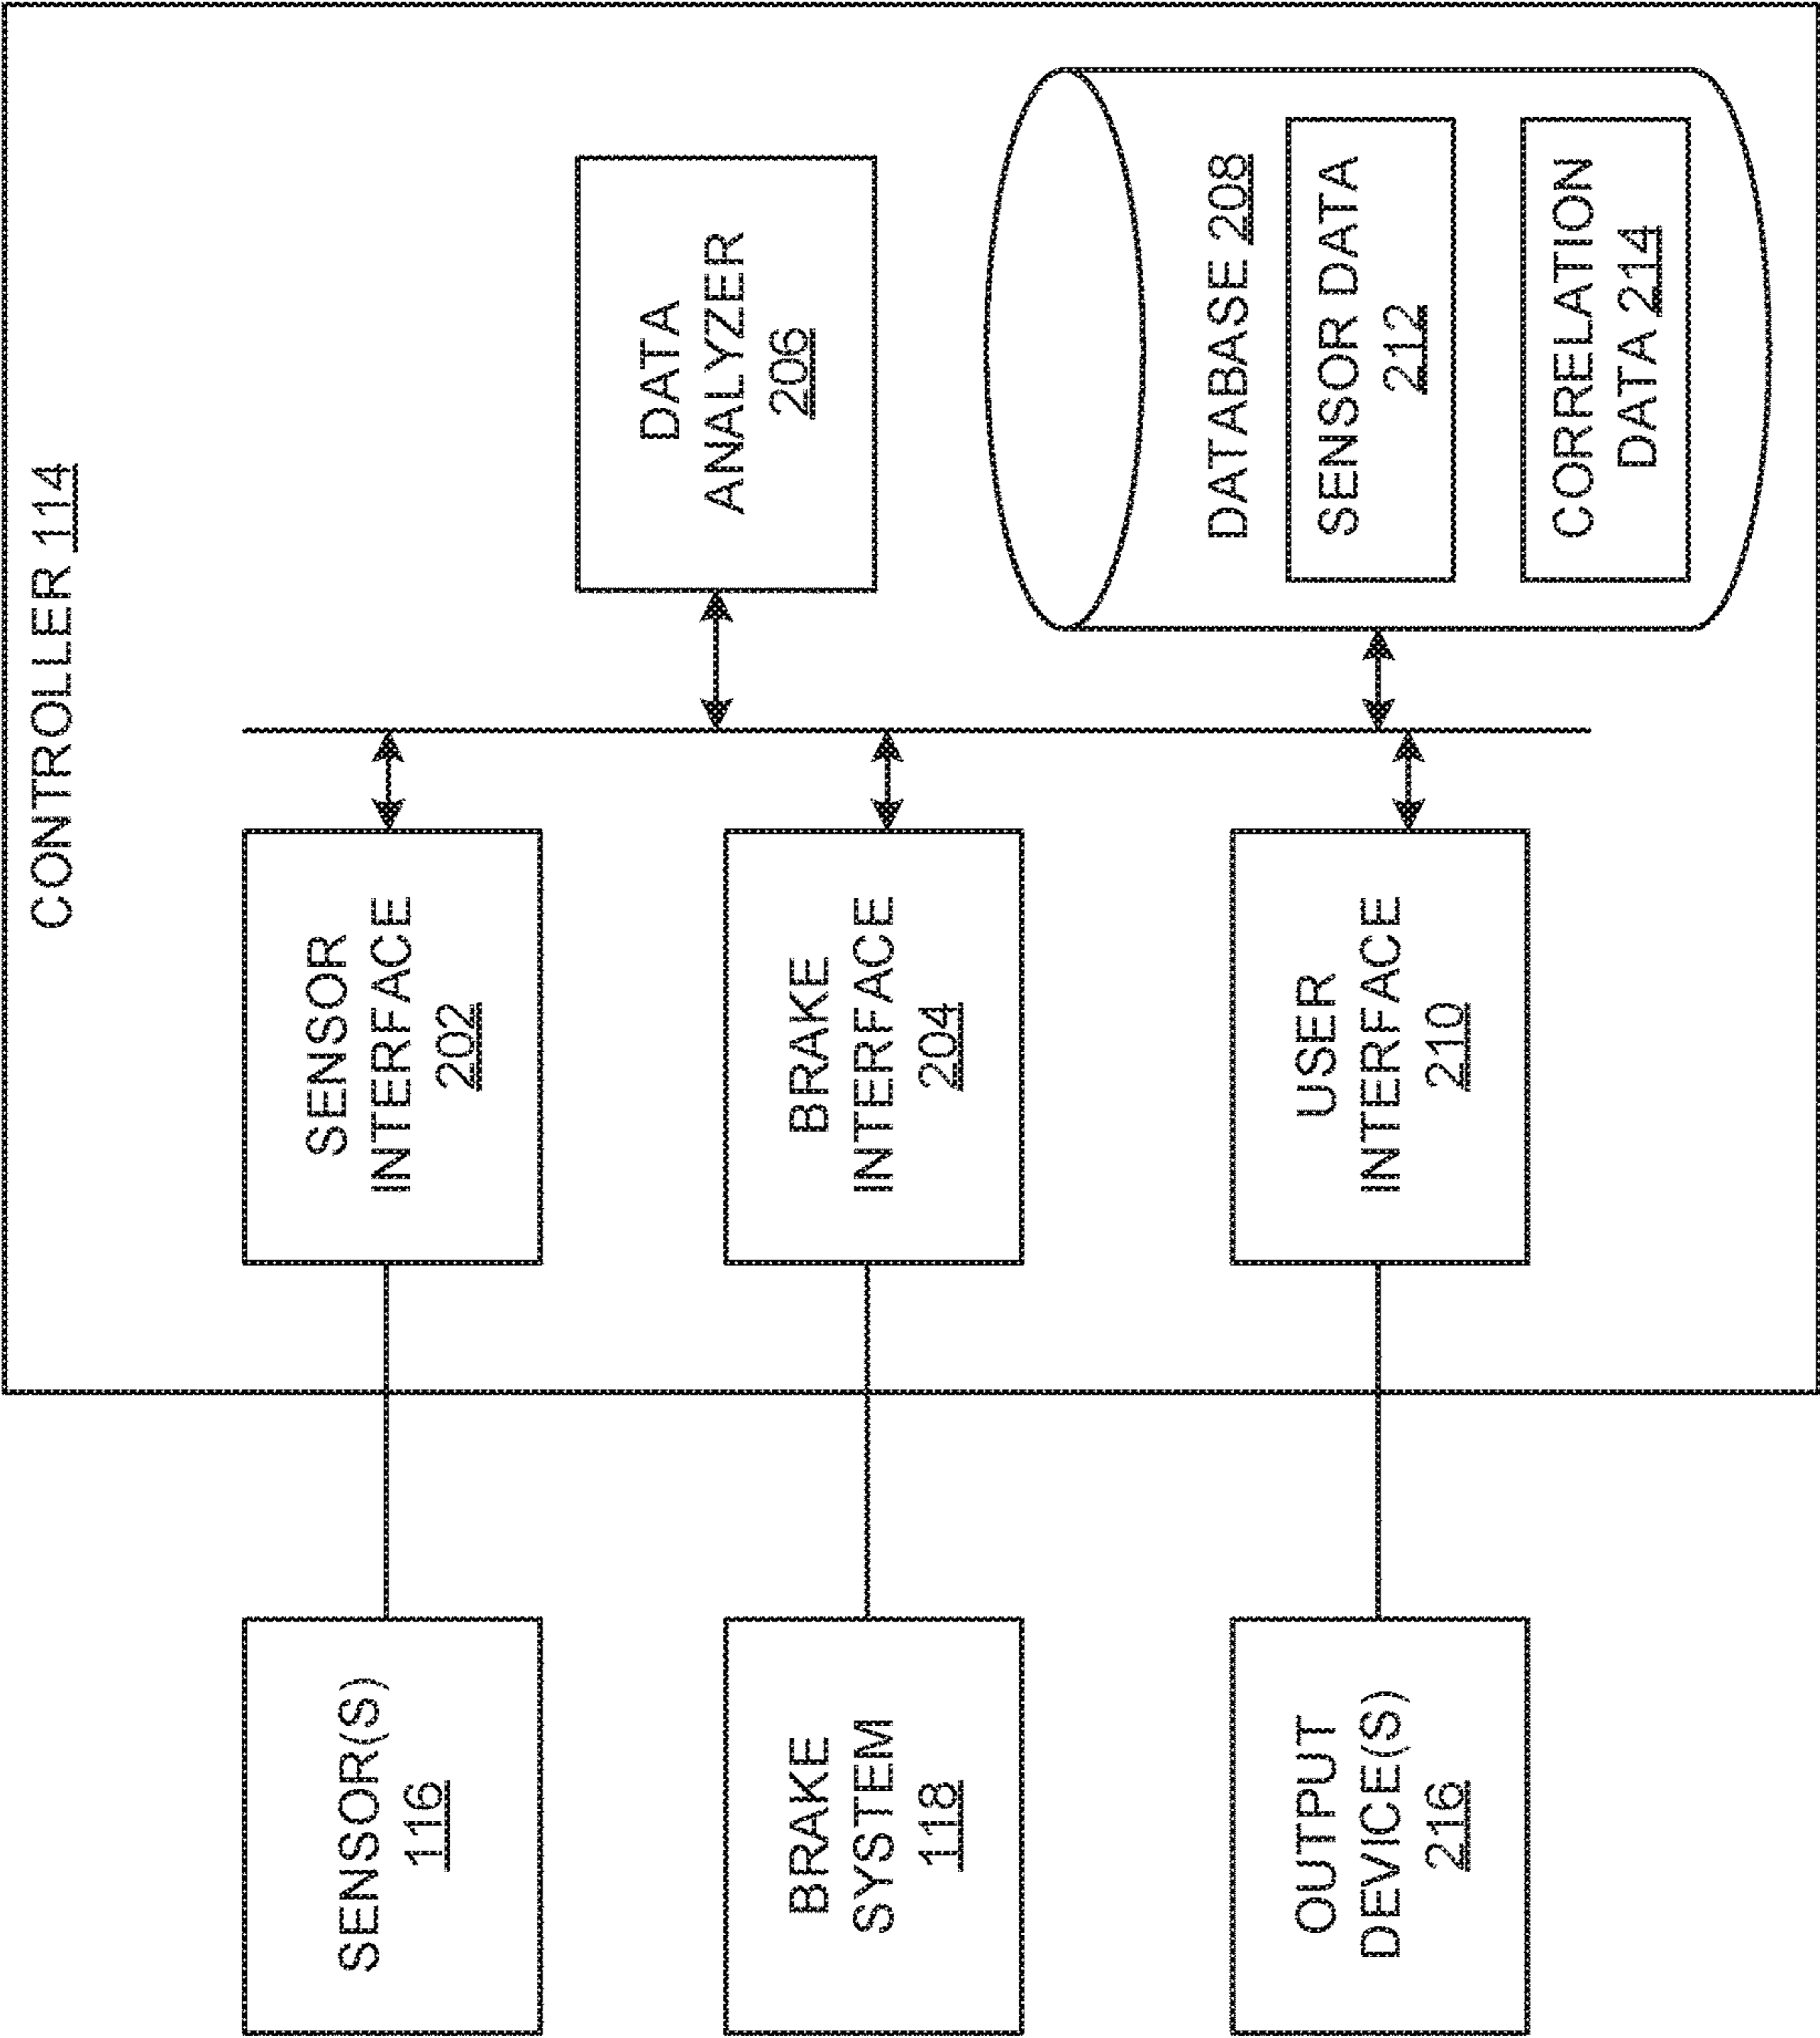 CONTROLLER 114
SENSOR(S)
116
SENSOR
INTERFACE
202
DATA
ANALYZER
206
BRAKE
SYSTEM
118
BRAKE
INTERFACE
204
DATABASE 208
SENSOR DATA
212
CORRELATION
DATA 214
OUTPUT
DEVICE(S)
216
USER
INTERFACE
210